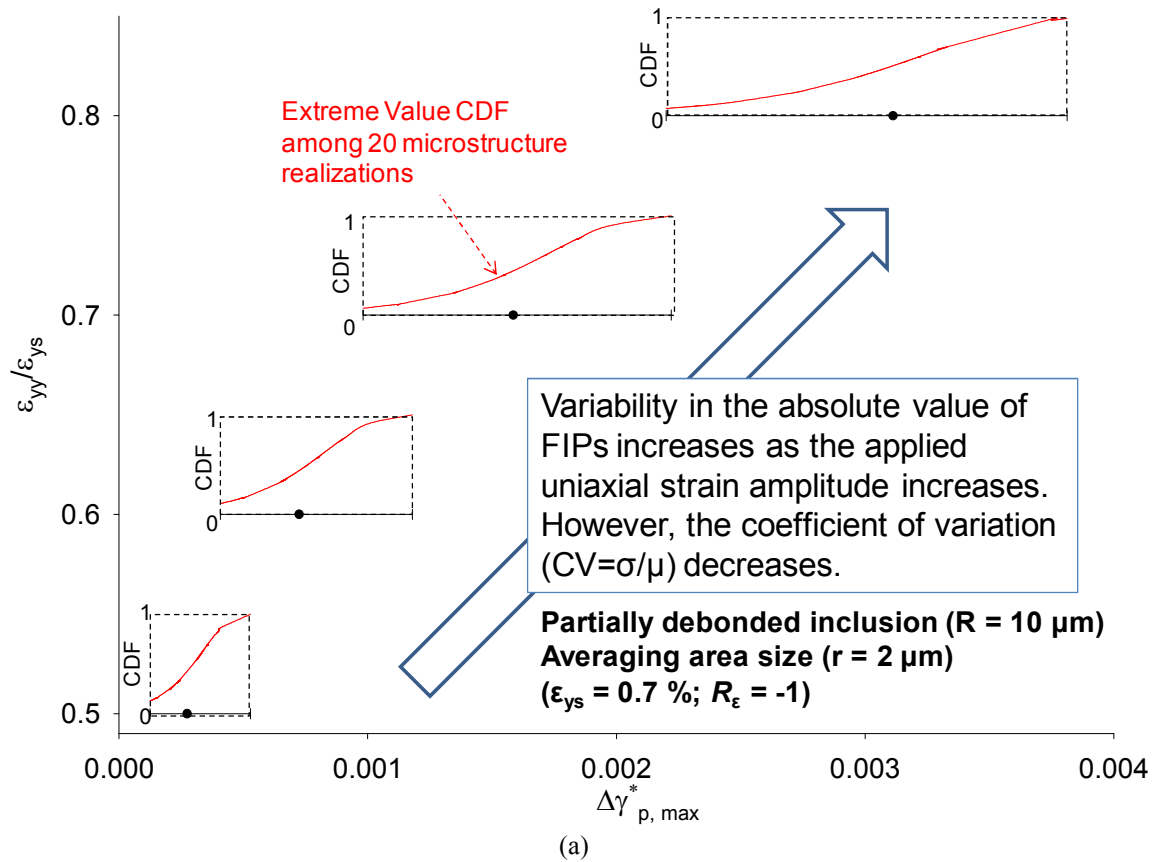 1
CDF
0
0.8
Extreme Value CDF
among 20 microstructure
realizations
1
CDF
0
0.7
εyy/εys
1
CDF
0
0.6
Variability in the absolute value of
FIPs increases as the applied
uniaxial strain amplitude increases.
However, the coefficient of variation
(CV=σ/μ) decreases.
1
CDF
0
0.5
Partially debonded inclusion (R = 10 μm)
Averaging area size (r = 2 μm)
(εys = 0.7 %; Rε = -1)
0.000 0.001 0.002 0.003 0.004
Δγ*p, max
(a)